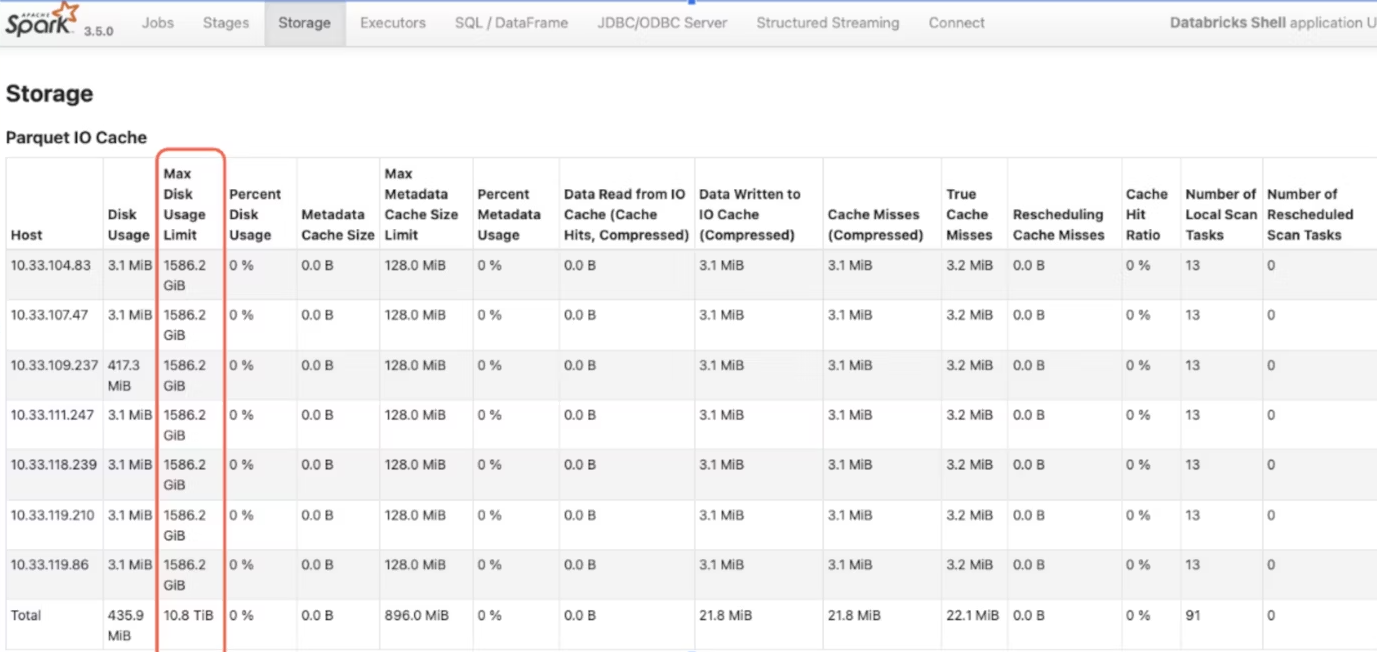 APACHE
Spark 3.5.0 Jobs Stages Storage Executors SQL / DataFrame JDBC/ODBC Server Structured Streaming Connect Databricks Shell application U
Storage
Parquet IO Cache
Host Disk Usage Max Disk Usage Limit Percent Disk Usage Metadata Cache Size Max Metadata Cache Size Limit Percent Metadata Usage Data Read from IO Cache (Cache Hits, Compressed) Data Written to IO Cache (Compressed) Cache Misses (Compressed) True Cache Misses Rescheduling Cache Misses Cache Hit Ratio Number of Local Scan Tasks Number of Rescheduled Scan Tasks
10.33.104.83 3.1 MiB 1586.2 GiB 0 % 0.0 B 128.0 MiB 0 % 0.0 B 3.1 MiB 3.1 MiB 3.2 MiB 0.0 B 0 % 13 0
10.33.107.47 3.1 MiB 1586.2 GiB 0 % 0.0 B 128.0 MiB 0 % 0.0 B 3.1 MiB 3.1 MiB 3.2 MiB 0.0 B 0 % 13 0
10.33.109.237 417.3 MiB 1586.2 GiB 0 % 0.0 B 128.0 MiB 0 % 0.0 B 3.1 MiB 3.1 MiB 3.2 MiB 0.0 B 0 % 13 0
10.33.111.247 3.1 MiB 1586.2 GiB 0 % 0.0 B 128.0 MiB 0 % 0.0 B 3.1 MiB 3.1 MiB 3.2 MiB 0.0 B 0 % 13 0
10.33.118.239 3.1 MiB 1586.2 GiB 0 % 0.0 B 128.0 MiB 0 % 0.0 B 3.1 MiB 3.1 MiB 3.2 MiB 0.0 B 0 % 13 0
10.33.119.210 3.1 MiB 1586.2 GiB 0 % 0.0 B 128.0 MiB 0 % 0.0 B 3.1 MiB 3.1 MiB 3.2 MiB 0.0 B 0 % 13 0
10.33.119.86 3.1 MiB 1586.2 GiB 0 % 0.0 B 128.0 MiB 0 % 0.0 B 3.1 MiB 3.1 MiB 3.2 MiB 0.0 B 0 % 13 0
Total 435.9 MiB 10.8 TiB 0 % 0.0 B 896.0 MiB 0 % 0.0 B 21.8 MiB 21.8 MiB 22.1 MiB 0.0 B 0 % 91 0